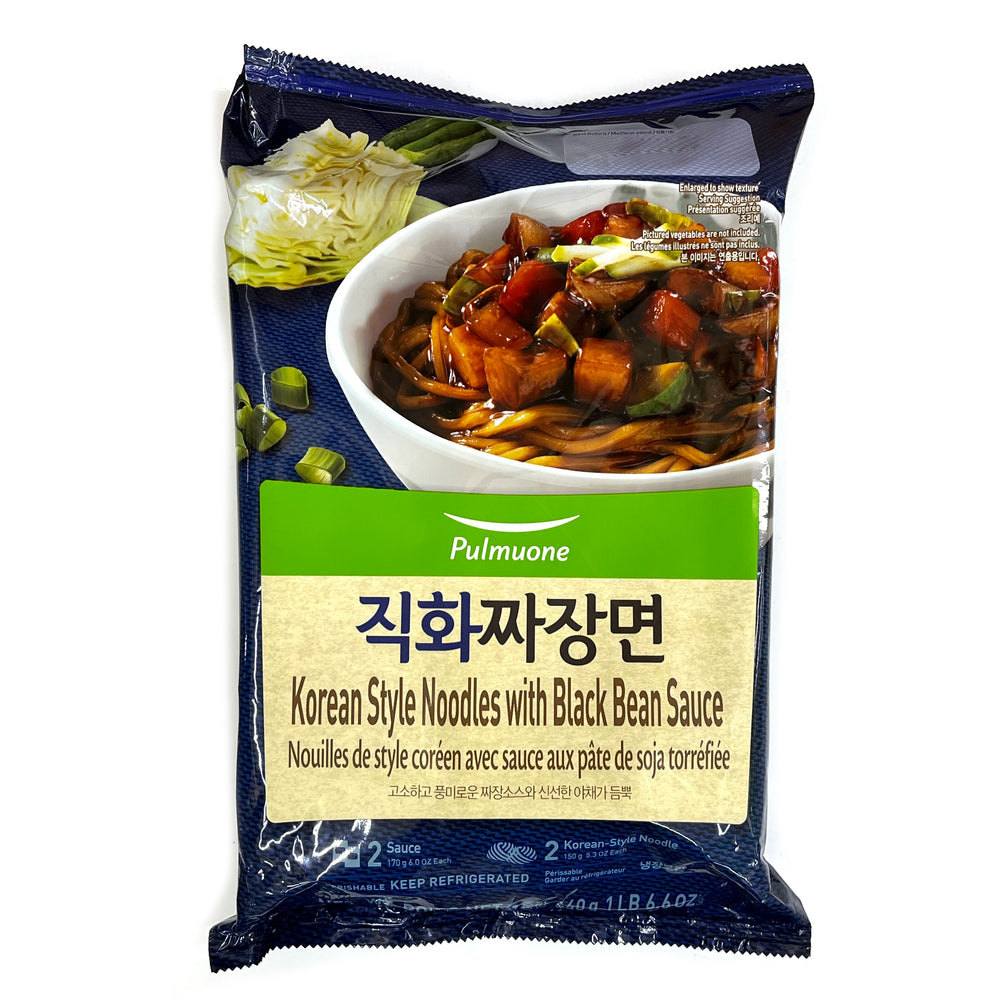 Enlarged to show texture
Serving Suggestion
Présentation suggérée
조리예
Pictured vegetables are not included.
Les légumes illustrés ne sont pas inclus.
본 이미지는 연출용입니다.
Pulmuone
직화짜장면
Korean Style Noodles with Black Bean Sauce
Nouilles de style coréen avec sauce aux pâte de soja torréfiée
고소하고 풍미로운 짜장소스와 신선한 야채가 듬뿍
2 Sauce
170 g 6.0 OZ Each
2 Korean-Style Noodle
150 g 5.3 OZ Each
KEEP REFRIGERATED
Périssable
Garder au réfrigérateur
1 LB 6.6 OZ